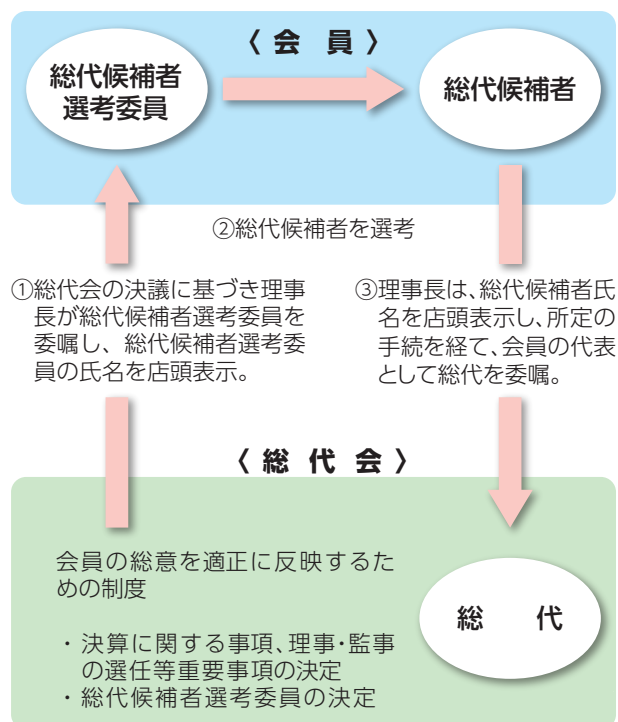 〈 会 員 〉
総代候補者
選考委員
総代候補者
②総代候補者を選考
①総代会の決議に基づき理事
長が総代候補者選考委員を
委嘱し、総代候補者選考委
員の氏名を店頭表示。
③理事長は、総代候補者氏
名を店頭表示し、所定の
手続を経て、会員の代表
として総代を委嘱。
〈 総 代 会 〉
会員の総意を適正に反映するた
めの制度
・決算に関する事項、理事・監事
の選任等重要事項の決定
・総代候補者選考委員の決定
総 代